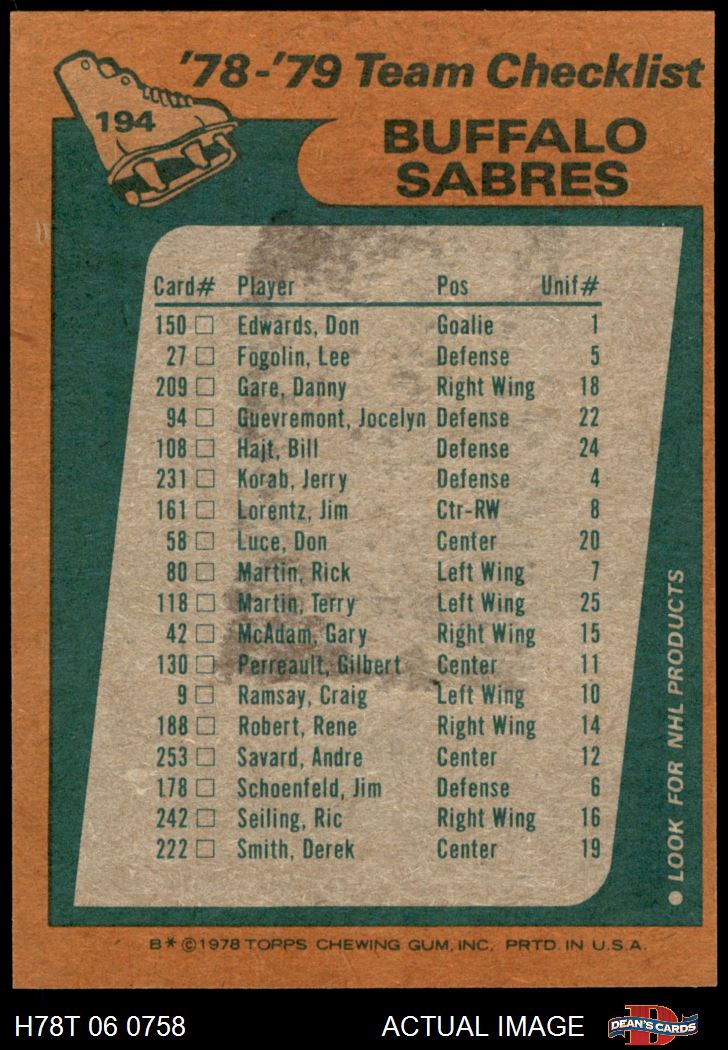 '78-'79 Team Checklist
194
BUFFALO
SABRES
Card# Player Pos Unif#
150 □ Edwards, Don Goalie 1
27 □ Fogolin, Lee Defense 5
209 □ Gare, Danny Right Wing 18
94 □ Guevremont, Jocelyn Defense 22
108 □ Hajt, Bill Defense 24
231 □ Korab, Jerry Defense 4
161 □ Lorentz, Jim Ctr-RW 8
58 □ Luce, Don Center 20
80 □ Martin, Rick Left Wing 7
118 □ Martin, Terry Left Wing 25
42 □ McAdam, Gary Right Wing 15
130 □ Perreault, Gilbert Center 11
9 □ Ramsay, Craig Left Wing 10
188 □ Robert, Rene Right Wing 14
253 □ Savard, Andre Center 12
178 □ Schoenfeld, Jim Defense 6
242 □ Seiling, Ric Right Wing 16
222 □ Smith, Derek Center 19
● LOOK FOR NHL PRODUCTS
B*©1978 TOPPS CHEWING GUM, INC. PRTD. IN U.S.A.
H78T 06 0758
ACTUAL IMAGE
D
DEAN'S CARDS